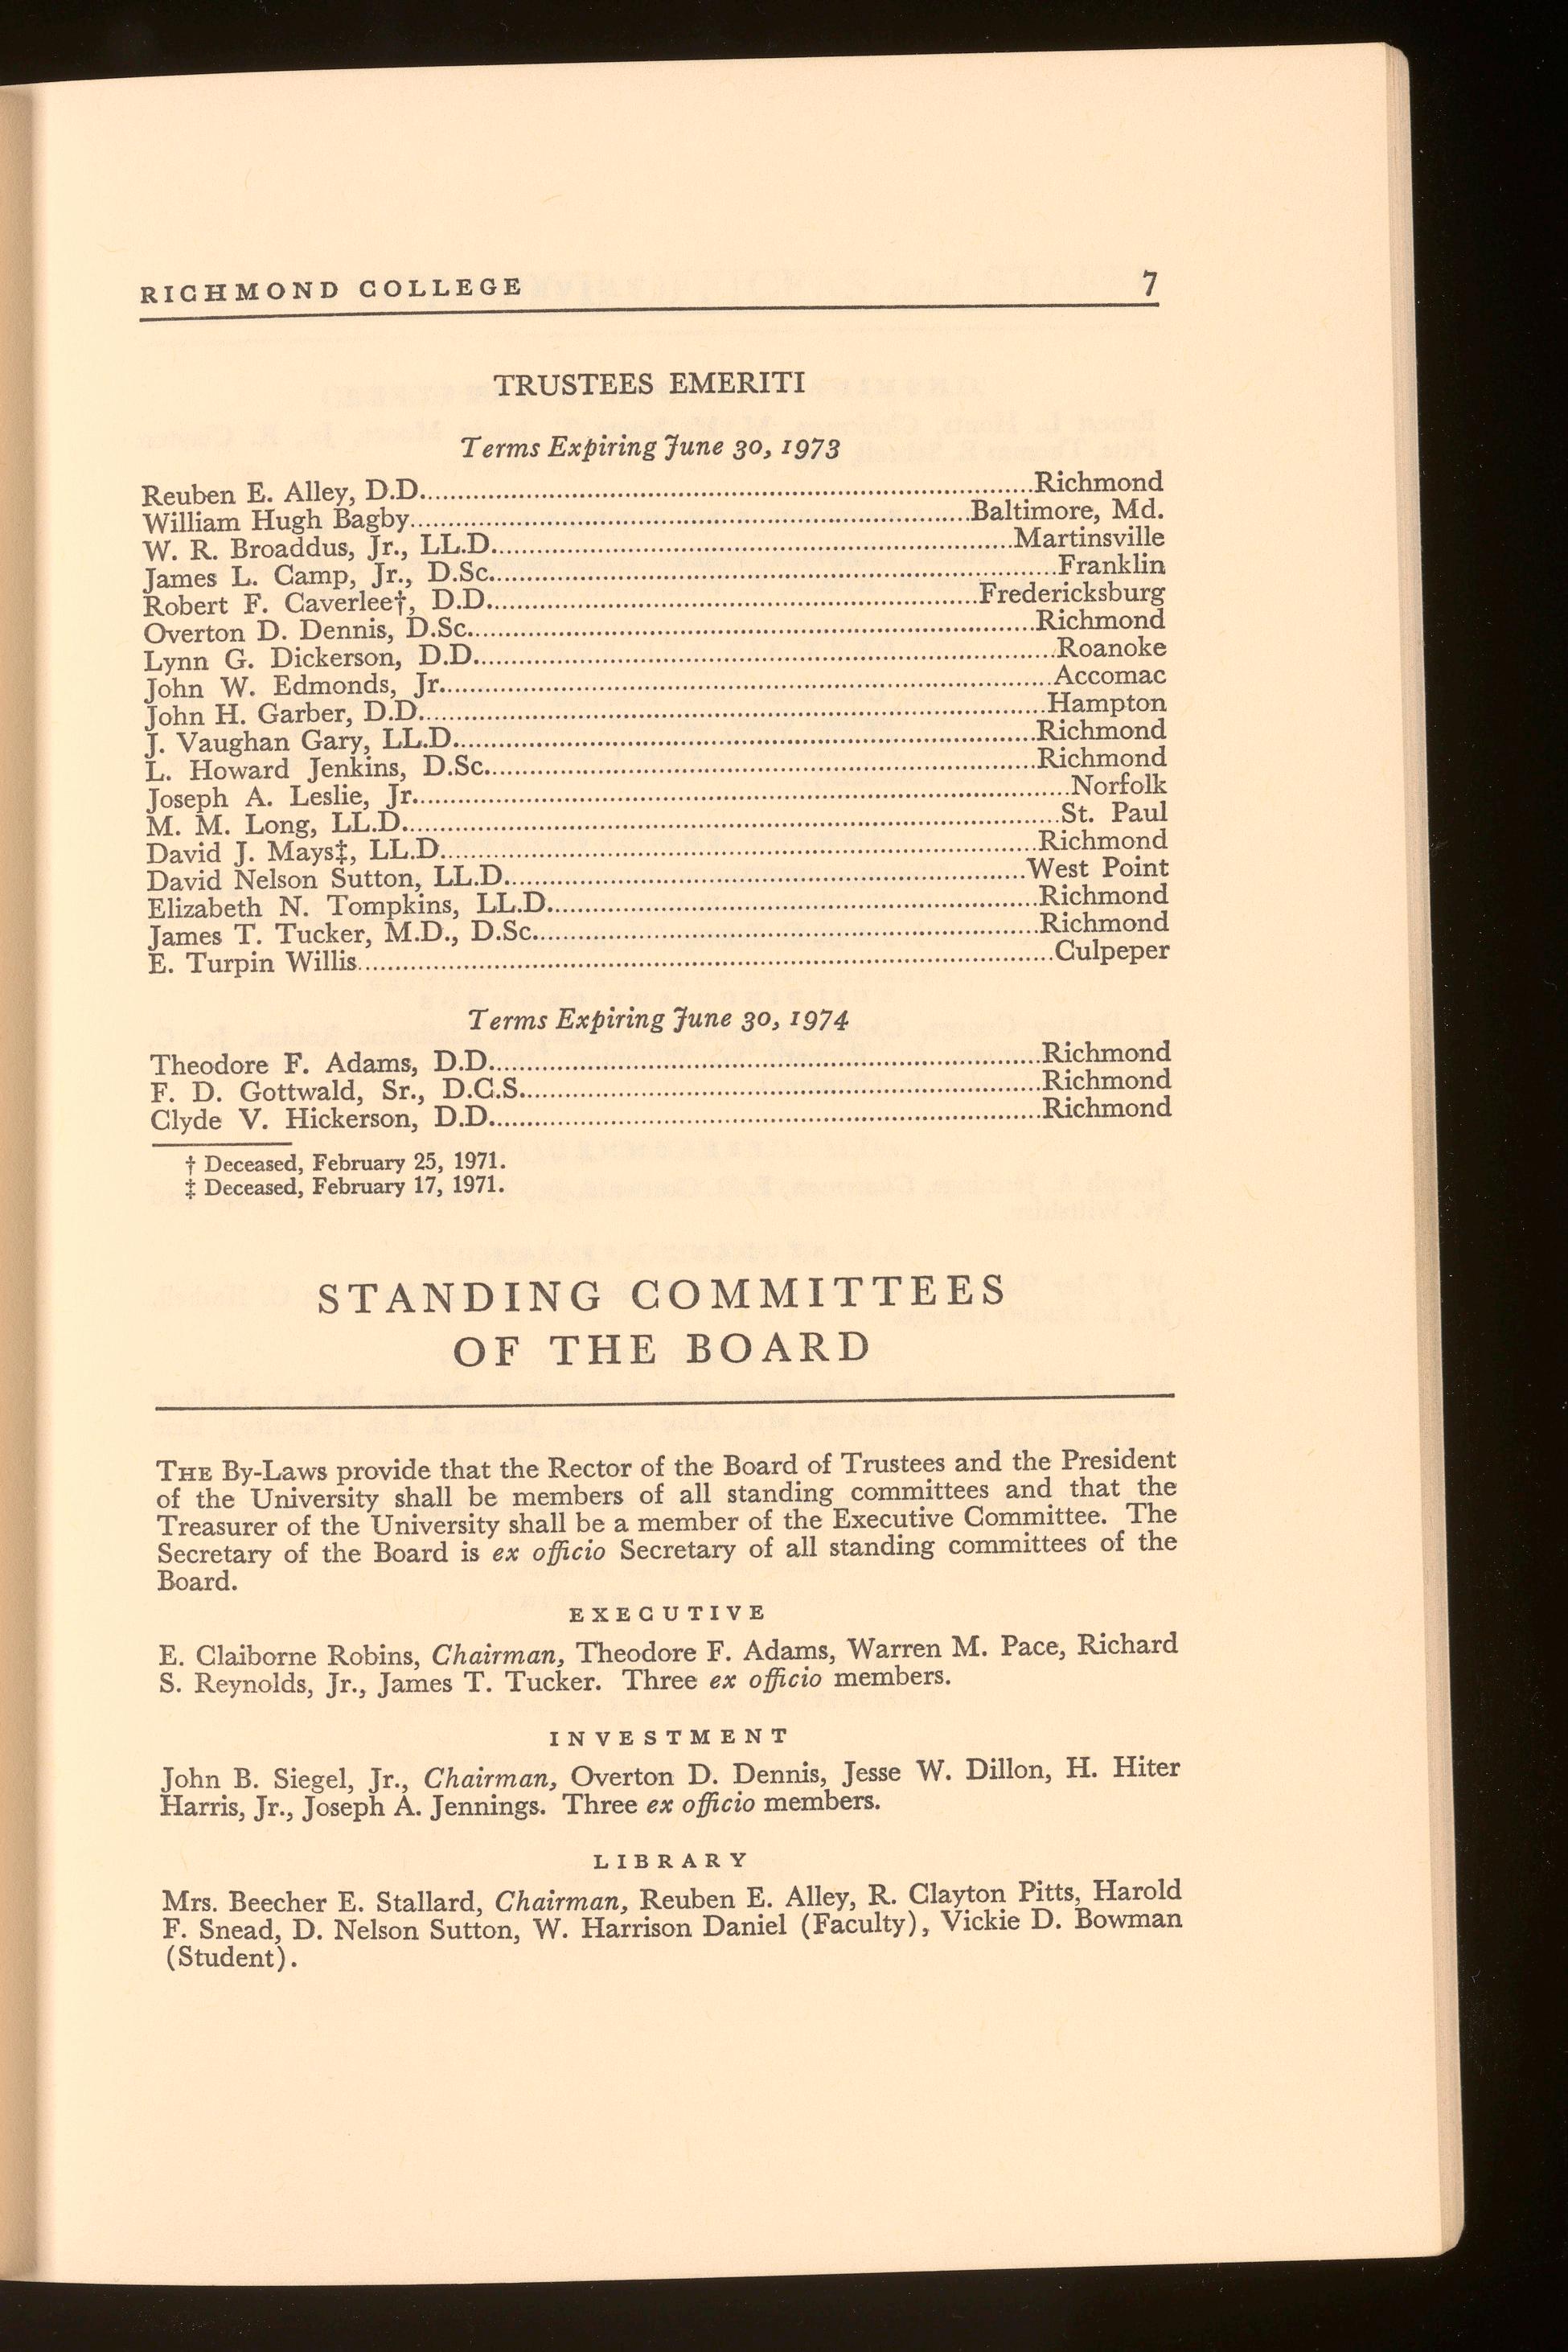 RICHMOND COLLEGE 7
TRUSTEES EMERITI
Terms Expiring June 30, 1973
Reuben E. Alley, D.D. Richmond
William Hugh Bagby Baltimore, Md.
W. R. Broaddus, Jr., LL.D. Martinsville
James L. Camp, Jr., D.Sc. Franklin
Robert F. Caverlee†, D.D. Fredericksburg
Overton D. Dennis, D.Sc. Richmond
Lynn G. Dickerson, D.D. Roanoke
John W. Edmonds, Jr. Accomac
John H. Garber, D.D. Hampton
J. Vaughan Gary, LL.D. Richmond
L. Howard Jenkins, D.Sc. Richmond
Joseph A. Leslie, Jr. Norfolk
M. M. Long, LL.D. St. Paul
David J. Mays‡, LL.D. Richmond
David Nelson Sutton, LL.D. West Point
Elizabeth N. Tompkins, LL.D. Richmond
James T. Tucker, M.D., D.Sc. Richmond
E. Turpin Willis Culpeper
Terms Expiring June 30, 1974
Theodore F. Adams, D.D. Richmond
F. D. Gottwald, Sr., D.C.S. Richmond
Clyde V. Hickerson, D.D. Richmond
† Deceased, February 25, 1971.
‡ Deceased, February 17, 1971.
STANDING COMMITTEES
OF THE BOARD
THE By-Laws provide that the Rector of the Board of Trustees and the President
of the University shall be members of all standing committees and that the
Treasurer of the University shall be a member of the Executive Committee. The
Secretary of the Board is ex officio Secretary of all standing committees of the
Board.
EXECUTIVE
E. Claiborne Robins, Chairman, Theodore F. Adams, Warren M. Pace, Richard
S. Reynolds, Jr., James T. Tucker. Three ex officio members.
INVESTMENT
John B. Siegel, Jr., Chairman, Overton D. Dennis, Jesse W. Dillon, H. Hiter
Harris, Jr., Joseph A. Jennings. Three ex officio members.
LIBRARY
Mrs. Beecher E. Stallard, Chairman, Reuben E. Alley, R. Clayton Pitts, Harold
F. Snead, D. Nelson Sutton, W. Harrison Daniel (Faculty), Vickie D. Bowman
(Student).